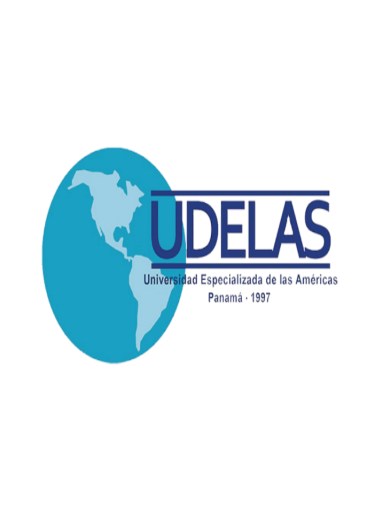 UDELAS
Universidad Especializada de las Américas
Panamá · 1997